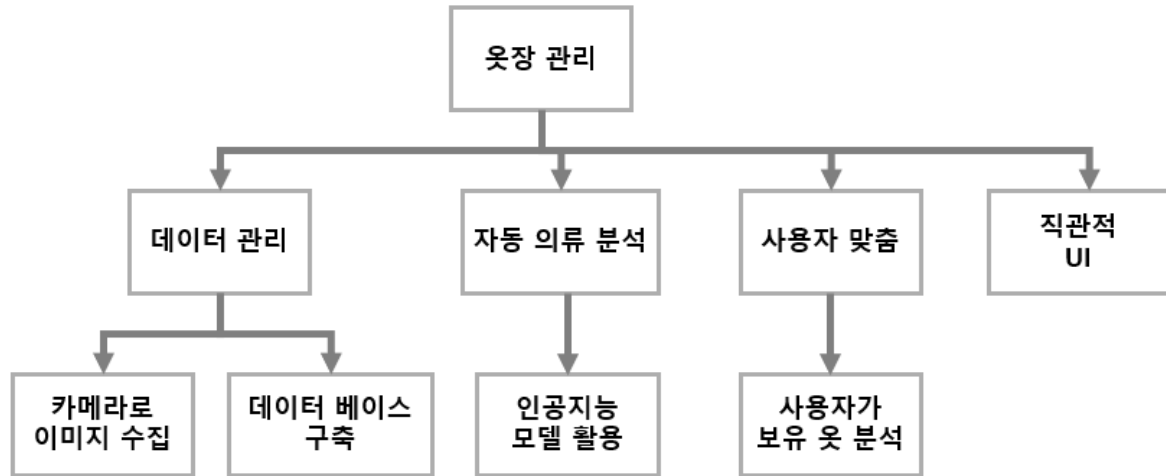 옷장 관리
데이터 관리
자동 의류 분석
사용자 맞춤
직관적
UI
카메라로
이미지 수집
데이터 베이스
구축
인공지능
모델 활용
사용자가
보유 옷 분석